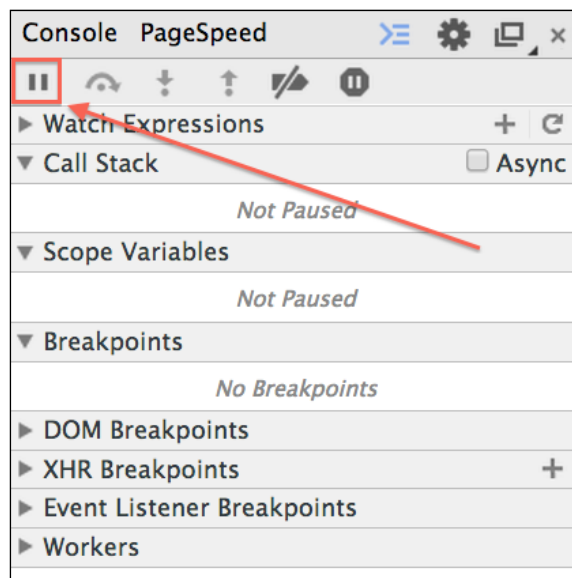 Console PageSpeed
Watch Expressions
Call Stack Async
Not Paused
Scope Variables
Not Paused
Breakpoints
No Breakpoints
DOM Breakpoints
XHR Breakpoints
Event Listener Breakpoints
Workers